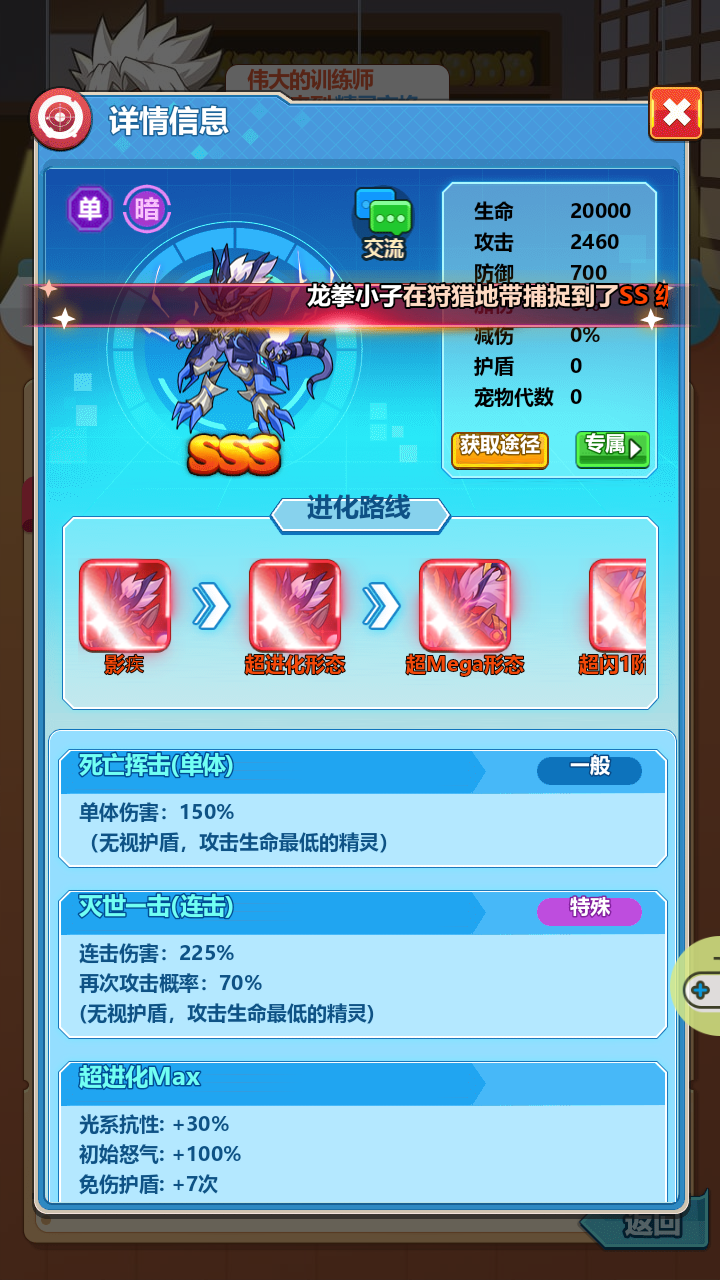 伟大的训练师
详情信息
单
暗
交流
生命 20000
攻击 2460
防御 700
龙拳小子在狩猎地带捕捉到了SS
减伤 0%
护盾 0
宠物代数 0
SSS
获取途径
专属
进化路线
影疾
超进化形态
超Mega形态
超闪1阶
死亡挥击(单体)
一般
单体伤害：150%
（无视护盾，攻击生命最低的精灵）
灭世一击(连击)
特殊
连击伤害：225%
再次攻击概率：70%
(无视护盾，攻击生命最低的精灵)
超进化Max
光系抗性: +30%
初始怒气: +100%
免伤护盾: +7次
返回